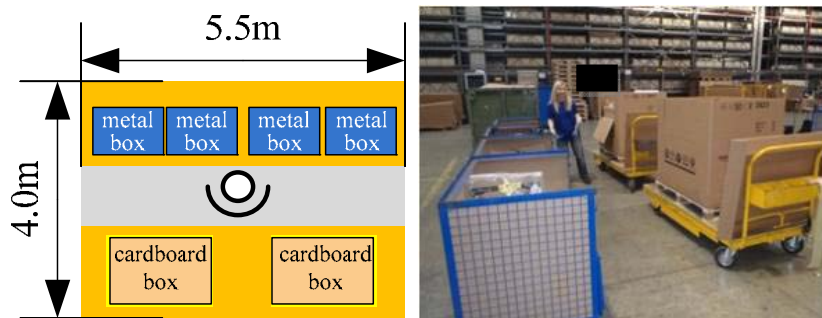 5.5m
4.0m
metal metal metal metal
box box box box
cardboard cardboard
box box